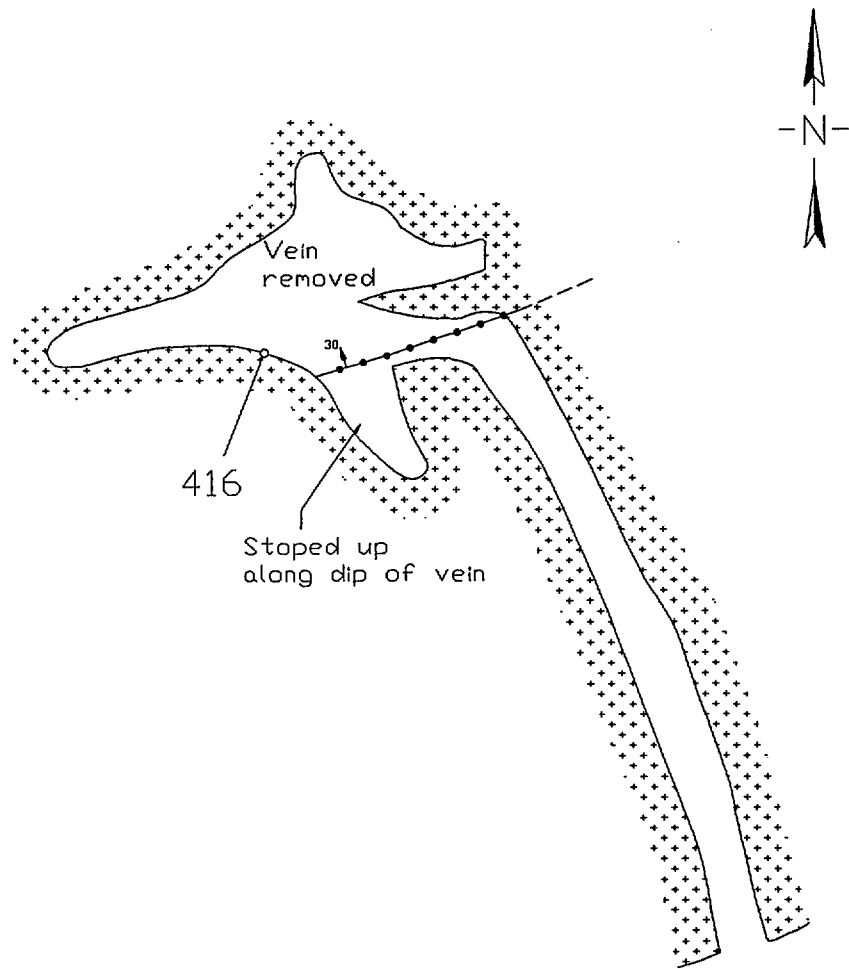 -N-
Vein
removed
30
416
Stoped up
along dip of vein